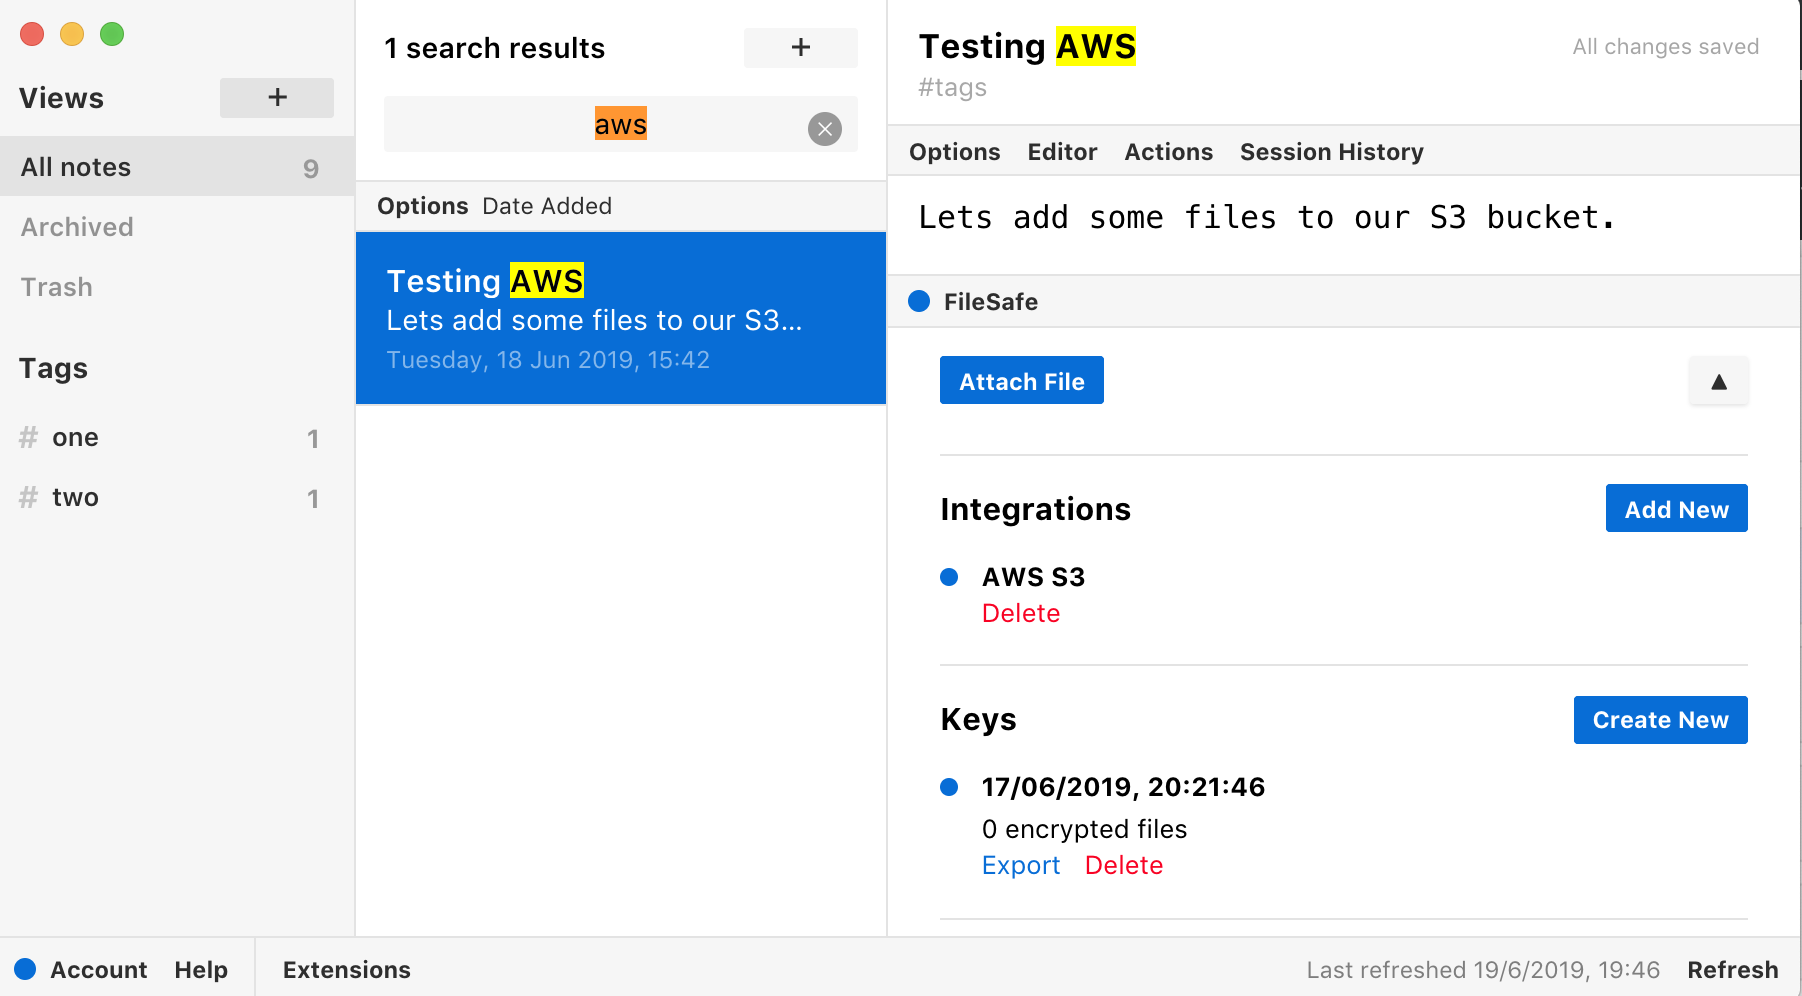 Views
+
All notes 9
Archived
Trash
Tags
# one 1
# two 1
1 search results
+
aws
Options Date Added
Testing AWS
Lets add some files to our S3...
Tuesday, 18 Jun 2019, 15:42
Testing AWS
All changes saved
#tags
Options Editor Actions Session History
Lets add some files to our S3 bucket.
FileSafe
Attach File
Integrations
Add New
AWS S3
Delete
Keys
Create New
17/06/2019, 20:21:46
0 encrypted files
Export Delete
Account Help Extensions
Last refreshed 19/6/2019, 19:46 Refresh